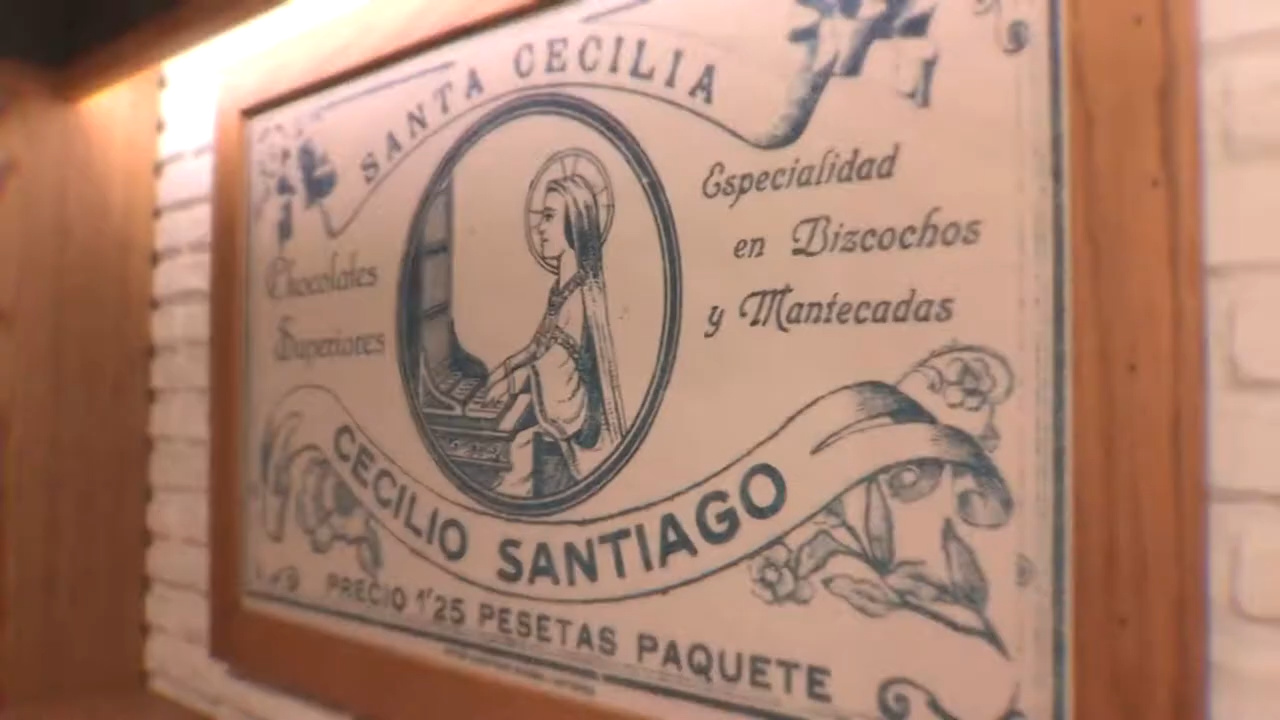 SANTA CECILIA
Chocolates
Superiores
Especialidad
en Bizcochos
y Mantecadas
CECILIO SANTIAGO
PRECIO 1'25 PESETAS PAQUETE